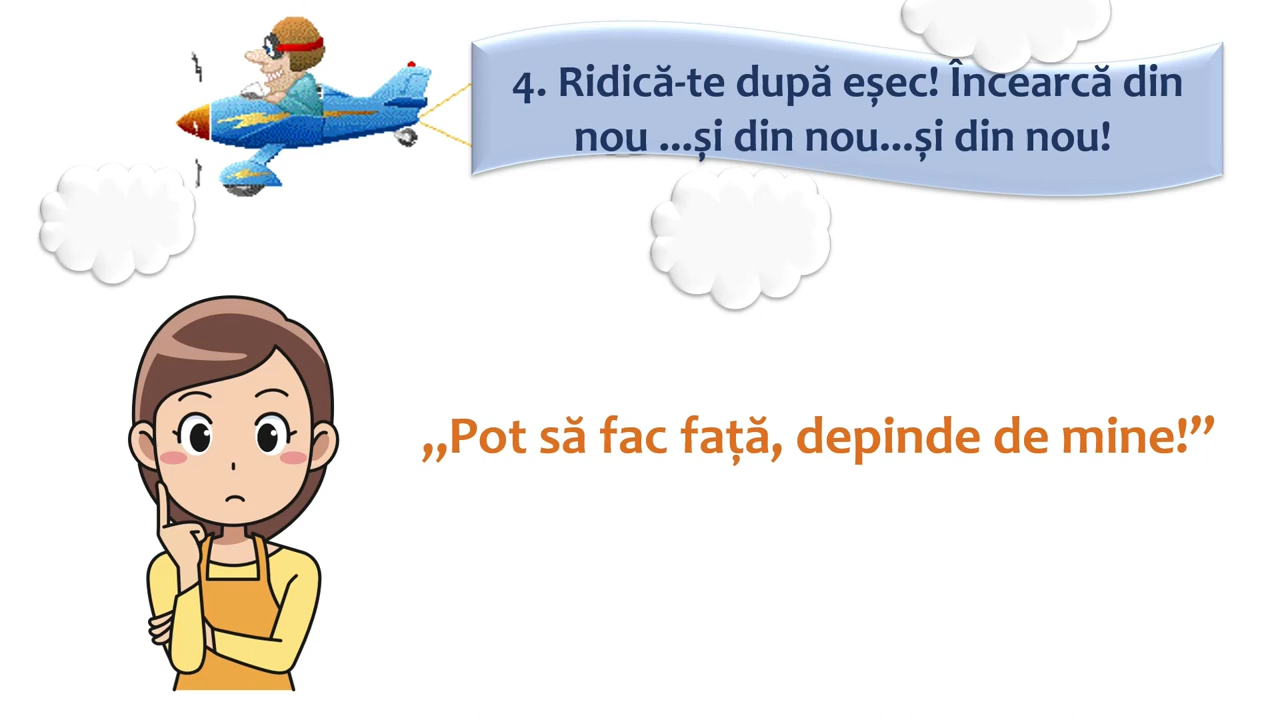 4. Ridică-te după eșec! Încearcă din
nou ...și din nou...și din nou!
„Pot să fac față, depinde de mine!”